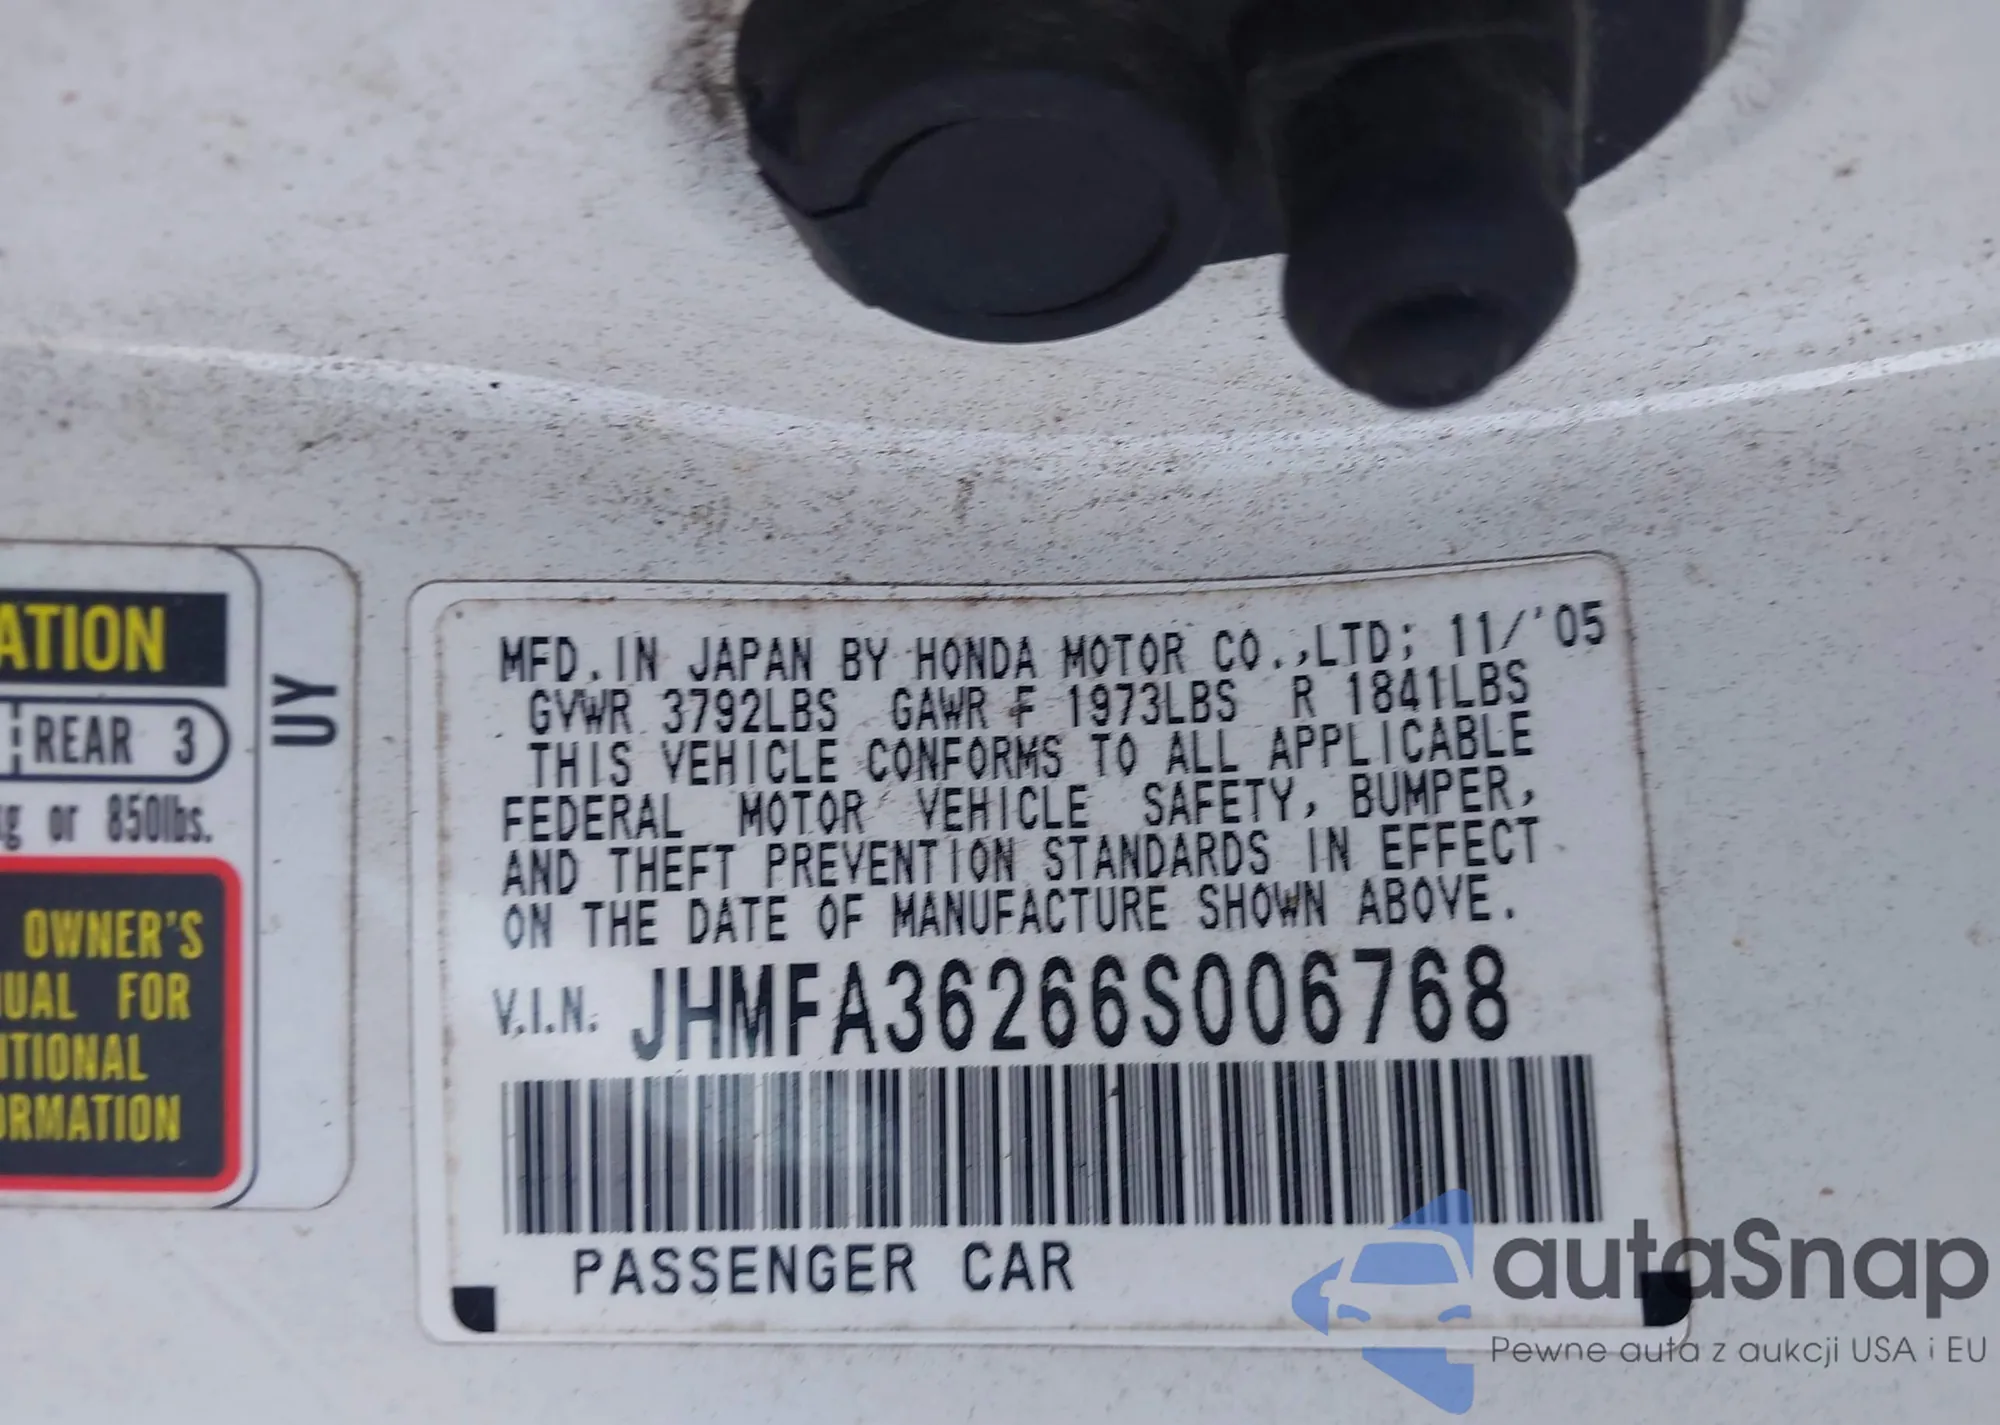 ATION
REAR 3
kg or 850lbs.
OWNER'S
UAL FOR
ITIONAL
ORMATION
UY
MFD. IN JAPAN BY HONDA MOTOR CO.,LTD; 11/'05
GVWR 3792LBS GAWR F 1973LBS R 1841LBS
THIS VEHICLE CONFORMS TO ALL APPLICABLE
FEDERAL MOTOR VEHICLE SAFETY, BUMPER,
AND THEFT PREVENTION STANDARDS IN EFFECT
ON THE DATE OF MANUFACTURE SHOWN ABOVE.
V.I.N: JHMFA36266S006768
PASSENGER CAR
autaSnap
Pewne auta z aukcji USA i EU